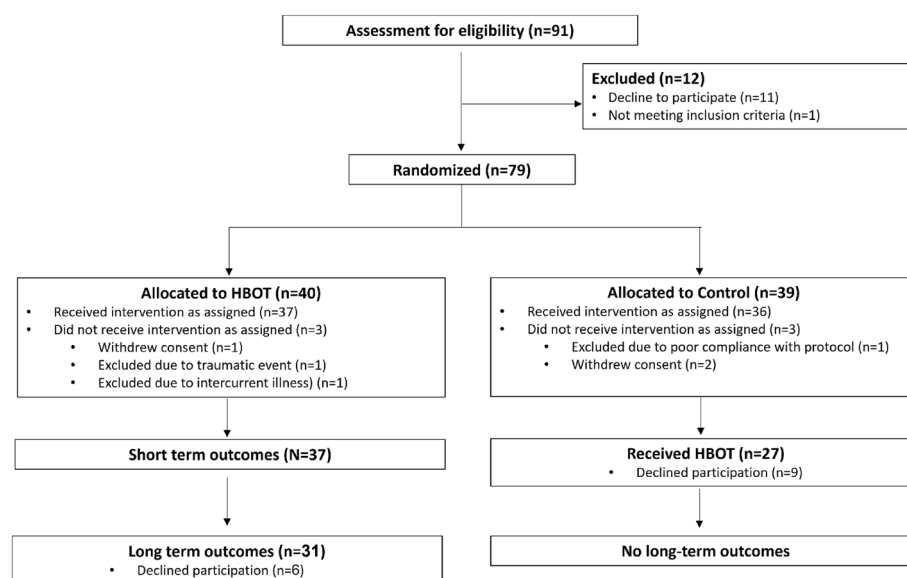 Assessment for eligibility (n=91)
Excluded (n=12)
• Decline to participate (n=11)
• Not meeting inclusion criteria (n=1)
Randomized (n=79)
Allocated to HBOT (n=40)
• Received intervention as assigned (n=37)
• Did not receive intervention as assigned (n=3)
• Withdrew consent (n=1)
• Excluded due to traumatic event (n=1)
• Excluded due to intercurrent illness) (n=1)
Allocated to Control (n=39)
• Received intervention as assigned (n=36)
• Did not receive intervention as assigned (n=3)
• Excluded due to poor compliance with protocol (n=1)
• Withdrew consent (n=2)
Short term outcomes (N=37)
Received HBOT (n=27)
• Declined participation (n=9)
Long term outcomes (n=31)
• Declined participation (n=6)
No long-term outcomes